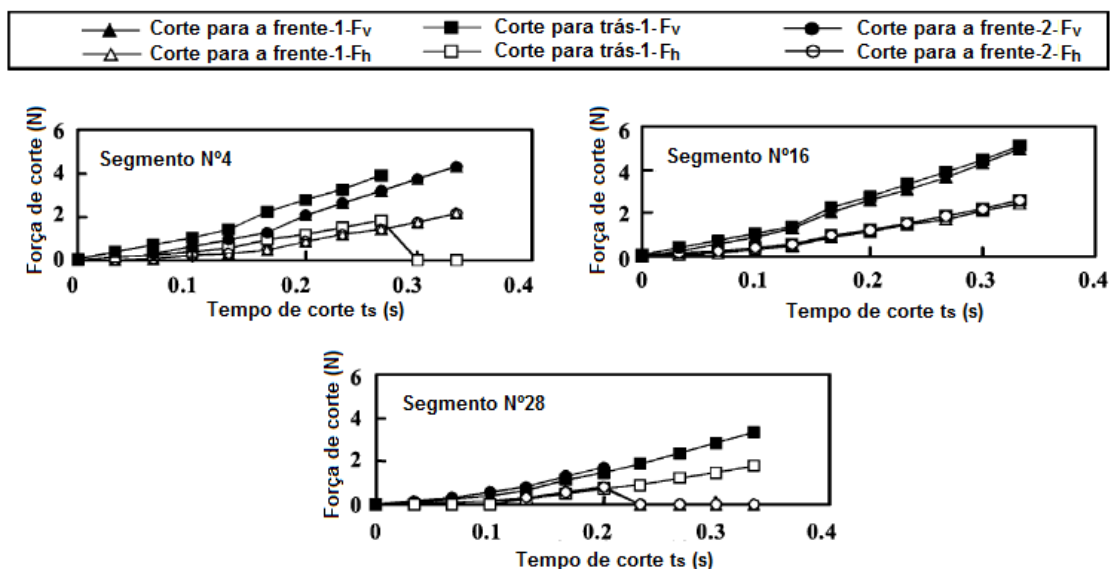 Corte para a frente-1-Fv Corte para trás-1-Fv Corte para a frente-2-Fv
Corte para a frente-1-Fh Corte para trás-1-Fh Corte para a frente-2-Fh
Força de corte (N)
6
4
2
0
Segmento Nº4
0 0.1 0.2 0.3 0.4
Tempo de corte ts (s)
Força de corte (N)
6
4
2
0
Segmento Nº16
0 0.1 0.2 0.3 0.4
Tempo de corte ts (s)
Força de corte (N)
6
4
2
0
Segmento Nº28
0 0.1 0.2 0.3 0.4
Tempo de corte ts (s)